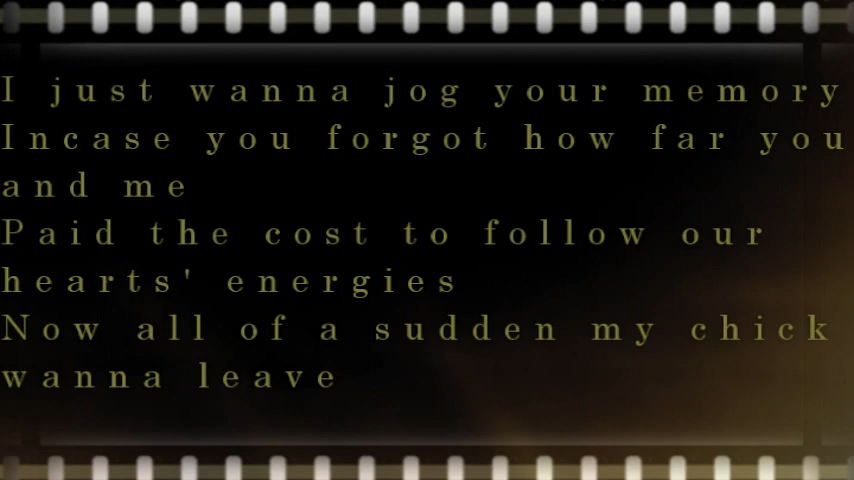 I just wanna jog your memory
Incase you forgot how far you
and me
Paid the cost to follow our
hearts' energies
Now all of a sudden my chick
wanna leave